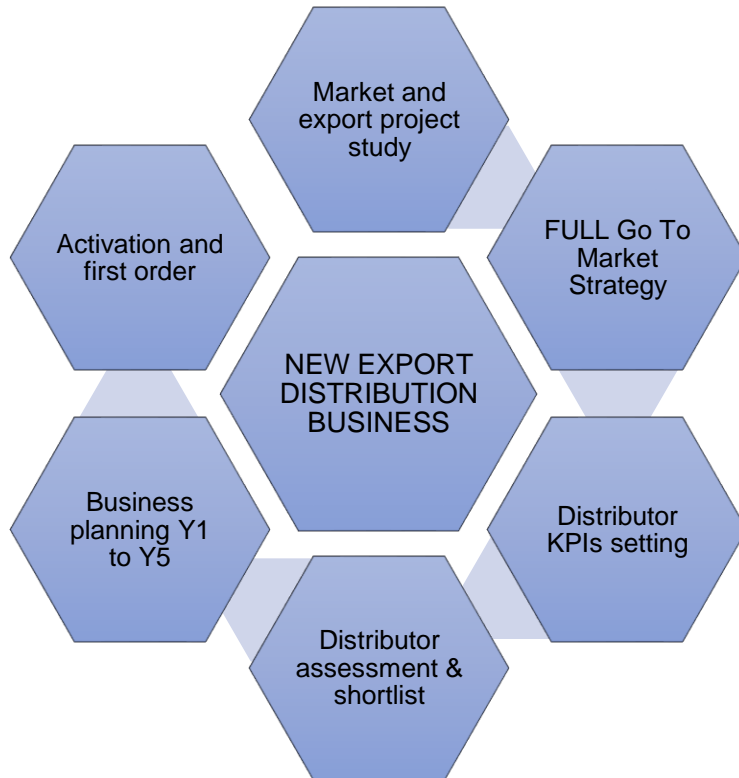 Market and
export project
study
FULL Go To
Market
Strategy
Distributor
KPIs setting
Distributor
assessment &
shortlist
Business
planning Y1
to Y5
Activation and
first order
NEW EXPORT
DISTRIBUTION
BUSINESS